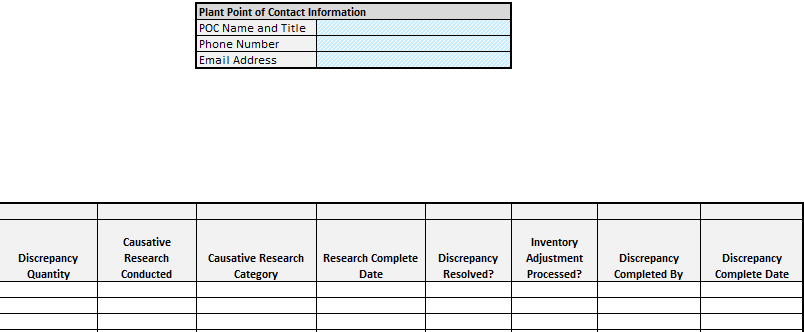 Plant Point of Contact Information
POC Name and Title
Phone Number
Email Address
Discrepancy
Quantity
Causative
Research
Conducted
Causative Research
Category
Research Complete
Date
Discrepancy
Resolved?
Inventory
Adjustment
Processed?
Discrepancy
Completed By
Discrepancy
Complete Date